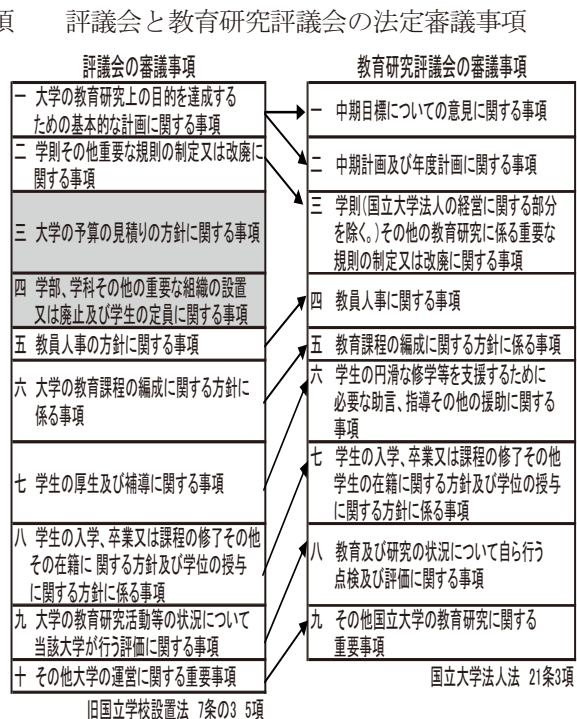 項　　評議会と教育研究評議会の法定審議事項
評議会の審議事項
一 大学の教育研究上の目的を達成する
ための基本的な計画に関する事項
二 学則その他重要な規則の制定又は改廃に
関する事項
三 大学の予算の見積りの方針に関する事項
四 学部、学科その他の重要な組織の設置
又は廃止及び学生の定員に関する事項
五 教員人事の方針に関する事項
六 大学の教育課程の編成に関する方針に
係る事項
七 学生の厚生及び補導に関する事項
八 学生の入学、卒業又は課程の修了その他
その在籍に 関する方針及び学位の授与
に関する方針に係る事項
九 大学の教育研究活動等の状況について
当該大学が行う評価に関する事項
十 その他大学の運営に関する重要事項
旧国立学校設置法 7条の3 5項
教育研究評議会の審議事項
一 中期目標についての意見に関する事項
二 中期計画及び年度計画に関する事項
三 学則(国立大学法人の経営に関する部分
を除く。)その他の教育研究に係る重要な
規則の制定又は改廃に関する事項
四 教員人事に関する事項
五 教育課程の編成に関する方針に係る事項
六 学生の円滑な修学等を支援するために
必要な助言、指導その他の援助に関する
事項
七 学生の入学、卒業又は課程の修了その他
学生の在籍に関する方針及び学位の授与
に関する方針に係る事項
八 教育及び研究の状況について自ら行う
点検及び評価に関する事項
九 その他国立大学の教育研究に関する
重要事項
国立大学法人法 21条3項